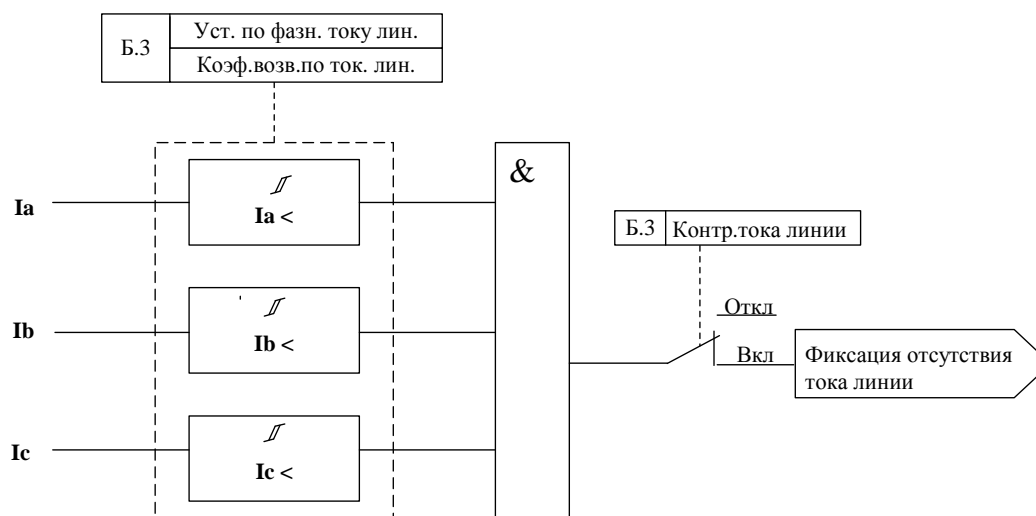 Б.3
Уст. по фазн. току лин.
Коэф.возв.по ток. лин.
&
Ia
Ia <
Б.3 Контр.тока линии
Откл
Ib
Ib <
Вкл
Фиксация отсутствия
тока линии
Ic
Ic <